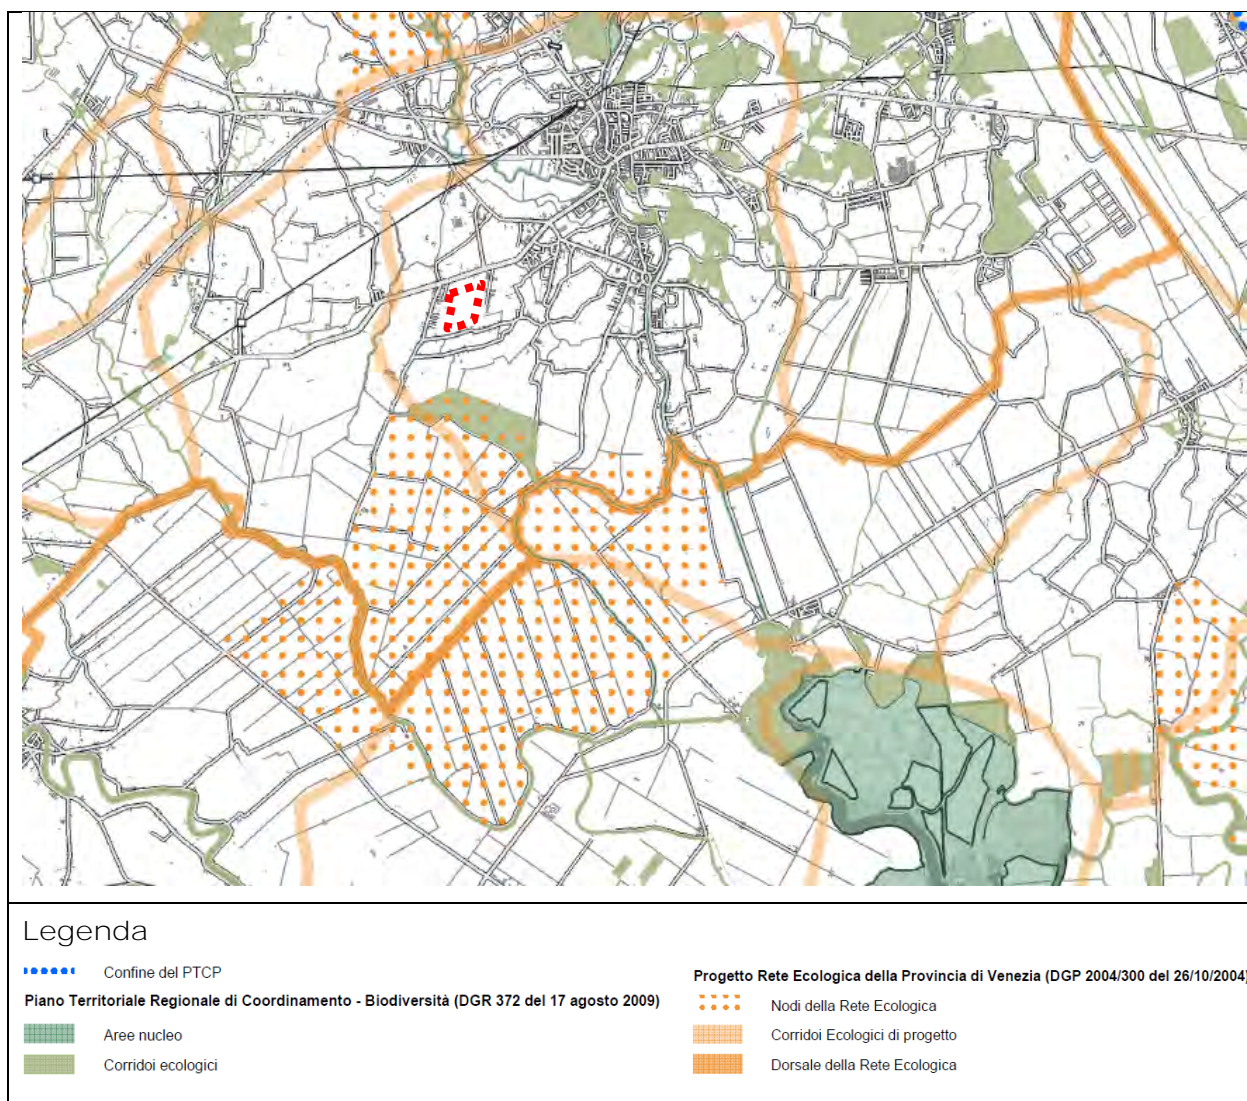 Legenda
Confine del PTCP
Piano Territoriale Regionale di Coordinamento - Biodiversità (DGR 372 del 17 agosto 2009)
Aree nucleo
Corridoi ecologici
Progetto Rete Ecologica della Provincia di Venezia (DGP 2004/300 del 26/10/2004)
Nodi della Rete Ecologica
Corridoi Ecologici di progetto
Dorsale della Rete Ecologica